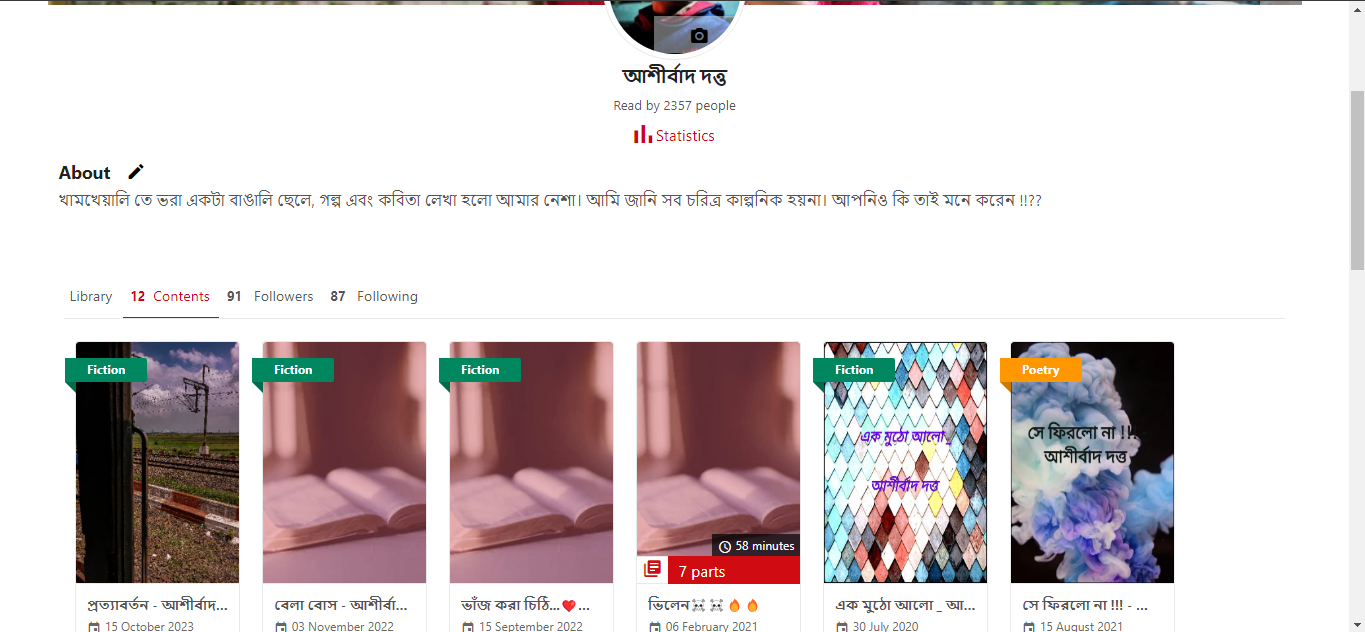 আশীর্বাদ দত্ত
Read by 2357 people
Statistics
About
খামখেয়ালি তে ভরা একটা বাঙালি ছেলে, গল্প এবং কবিতা লেখা হলো আমার নেশা। আমি জানি সব চরিত্র কাল্পনিক হয়না। আপনিও কি তাই মনে করেন !!??
Library 12 Contents 91 Followers 87 Following
Fiction
Fiction
Fiction
Fiction
Poetry
এক মুঠো আলো _
আশীর্বাদ দত্ত
সে ফিরলো না !!!
আশীর্বাদ দত্ত
58 minutes
7 parts
প্রত্যাবর্তন - আশীর্বাদ...
15 October 2023
বেলা বোস - আশীর্বা...
03 November 2022
ভাঁজ করা চিঠি...❤️...
15 September 2022
ভিলেন☠️☠️🔥🔥
06 February 2021
এক মুঠো আলো _ আ...
30 July 2020
সে ফিরলো না !!! - ...
15 August 2021